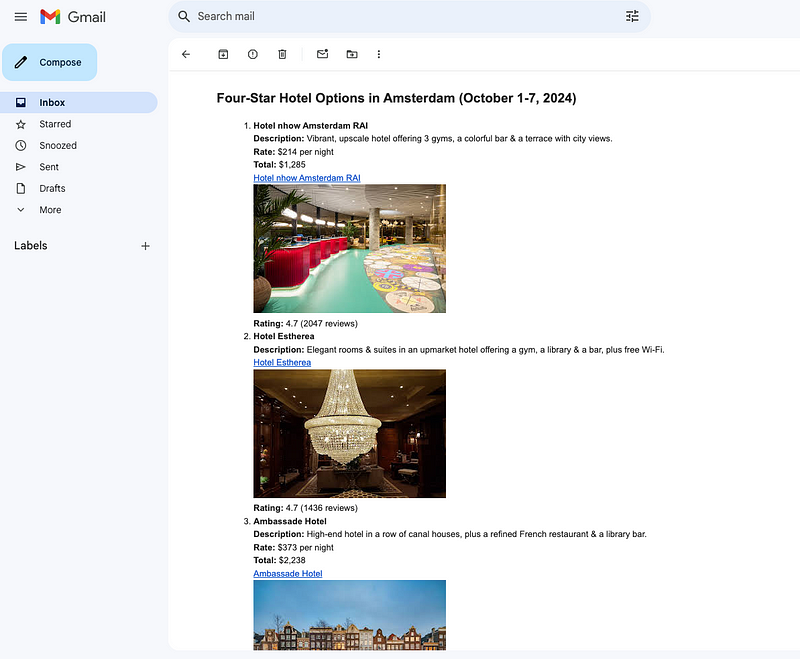 Gmail
Search mail
Compose
Inbox
Starred
Snoozed
Sent
Drafts
More
Labels
Four-Star Hotel Options in Amsterdam (October 1-7, 2024)
1. Hotel nhow Amsterdam RAI
Description: Vibrant, upscale hotel offering 3 gyms, a colorful bar & a terrace with city views.
Rate: $214 per night
Total: $1,285
Hotel nhow Amsterdam RAI
Rating: 4.7 (2047 reviews)
2. Hotel Estherea
Description: Elegant rooms & suites in an upmarket hotel offering a gym, a library & a bar, plus free Wi-Fi.
Hotel Estherea
Rating: 4.7 (1436 reviews)
3. Ambassade Hotel
Description: High-end hotel in a row of canal houses, plus a refined French restaurant & a library bar.
Rate: $373 per night
Total: $2,238
Ambassade Hotel